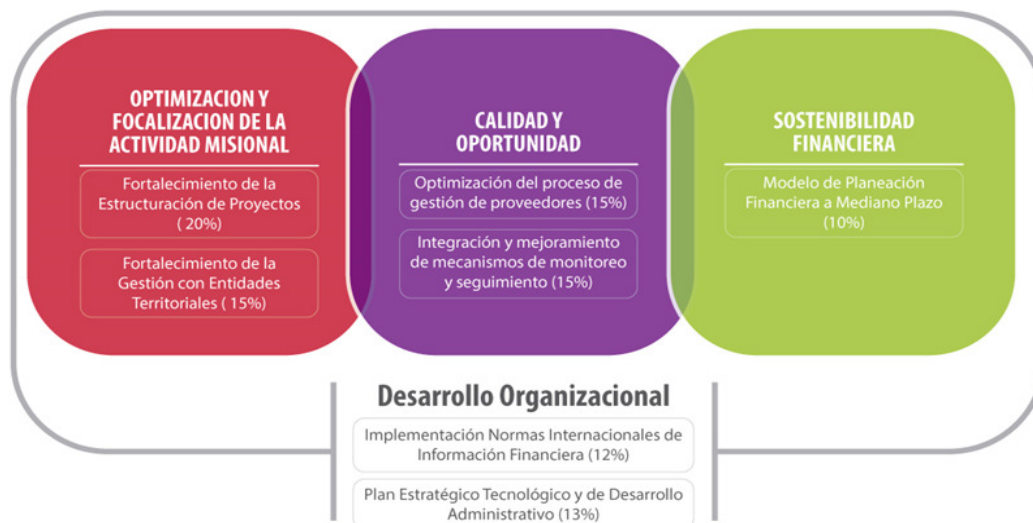 OPTIMIZACION Y
FOCALIZACION DE LA
ACTIVIDAD MISIONAL
Fortalecimiento de la
Estructuración de Proyectos
( 20%)
Fortalecimiento de la
Gestión con Entidades
Territoriales ( 15%)
CALIDAD Y
OPORTUNIDAD
Optimización del proceso de
gestión de proveedores (15%)
Integración y mejoramiento
de mecanismos de monitoreo
y seguimiento (15%)
SOSTENIBILIDAD
FINANCIERA
Modelo de Planeación
Financiera a Mediano Plazo
(10%)
Desarrollo Organizacional
Implementación Normas Internacionales de
Información Financiera (12%)
Plan Estratégico Tecnológico y de Desarrollo
Administrativo (13%)